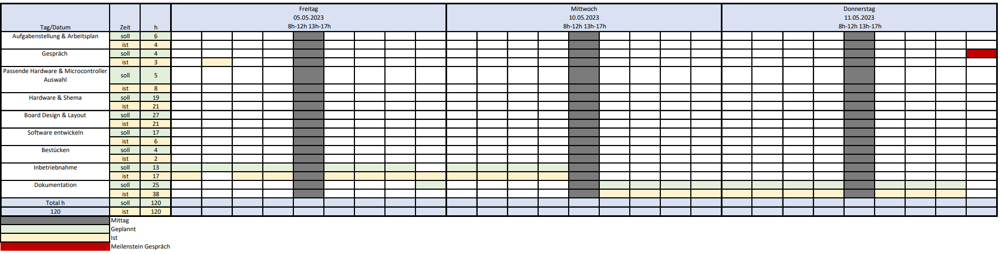 Freitag Mittwoch Donnerstag
05.05.2023 10.05.2023 11.05.2023
Tag/Datum Zeit h 8h-12h 13h-17h 8h-12h 13h-17h 8h-12h 13h-17h
Aufgabenstellung & Arbeitsplan soll 6
ist 4
Gespräch soll 4
ist 3
Passende Hardware & Microcontroller
Auswahl soll 5
ist 8
Hardware & Shema soll 19
ist 21
Board Design & Layout soll 27
ist 21
Software entwickeln soll 17
ist 6
Bestücken soll 4
ist 2
Inbetriebnahme soll 13
ist 17
Dokumentation soll 25
ist 38
Total h soll 120
120 ist 120
Mittag
Geplannt
Ist
Meilenstein Gespräch